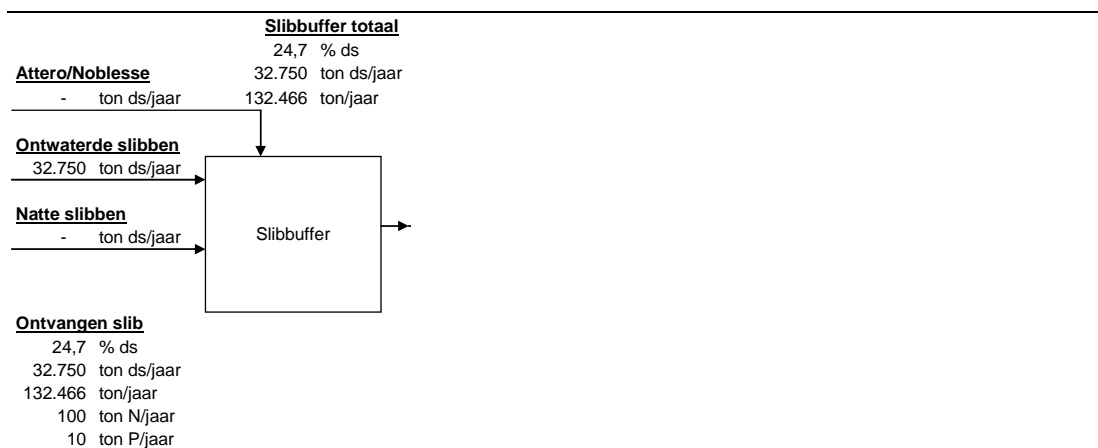 Slibbuffer totaal
24,7 % ds
Attero/Noblesse 32.750 ton ds/jaar
- ton ds/jaar 132.466 ton/jaar
Ontwaterde slibben
32.750 ton ds/jaar
Natte slibben
- ton ds/jaar Slibbuffer
Ontvangen slib
24,7 % ds
32.750 ton ds/jaar
132.466 ton/jaar
100 ton N/jaar
10 ton P/jaar